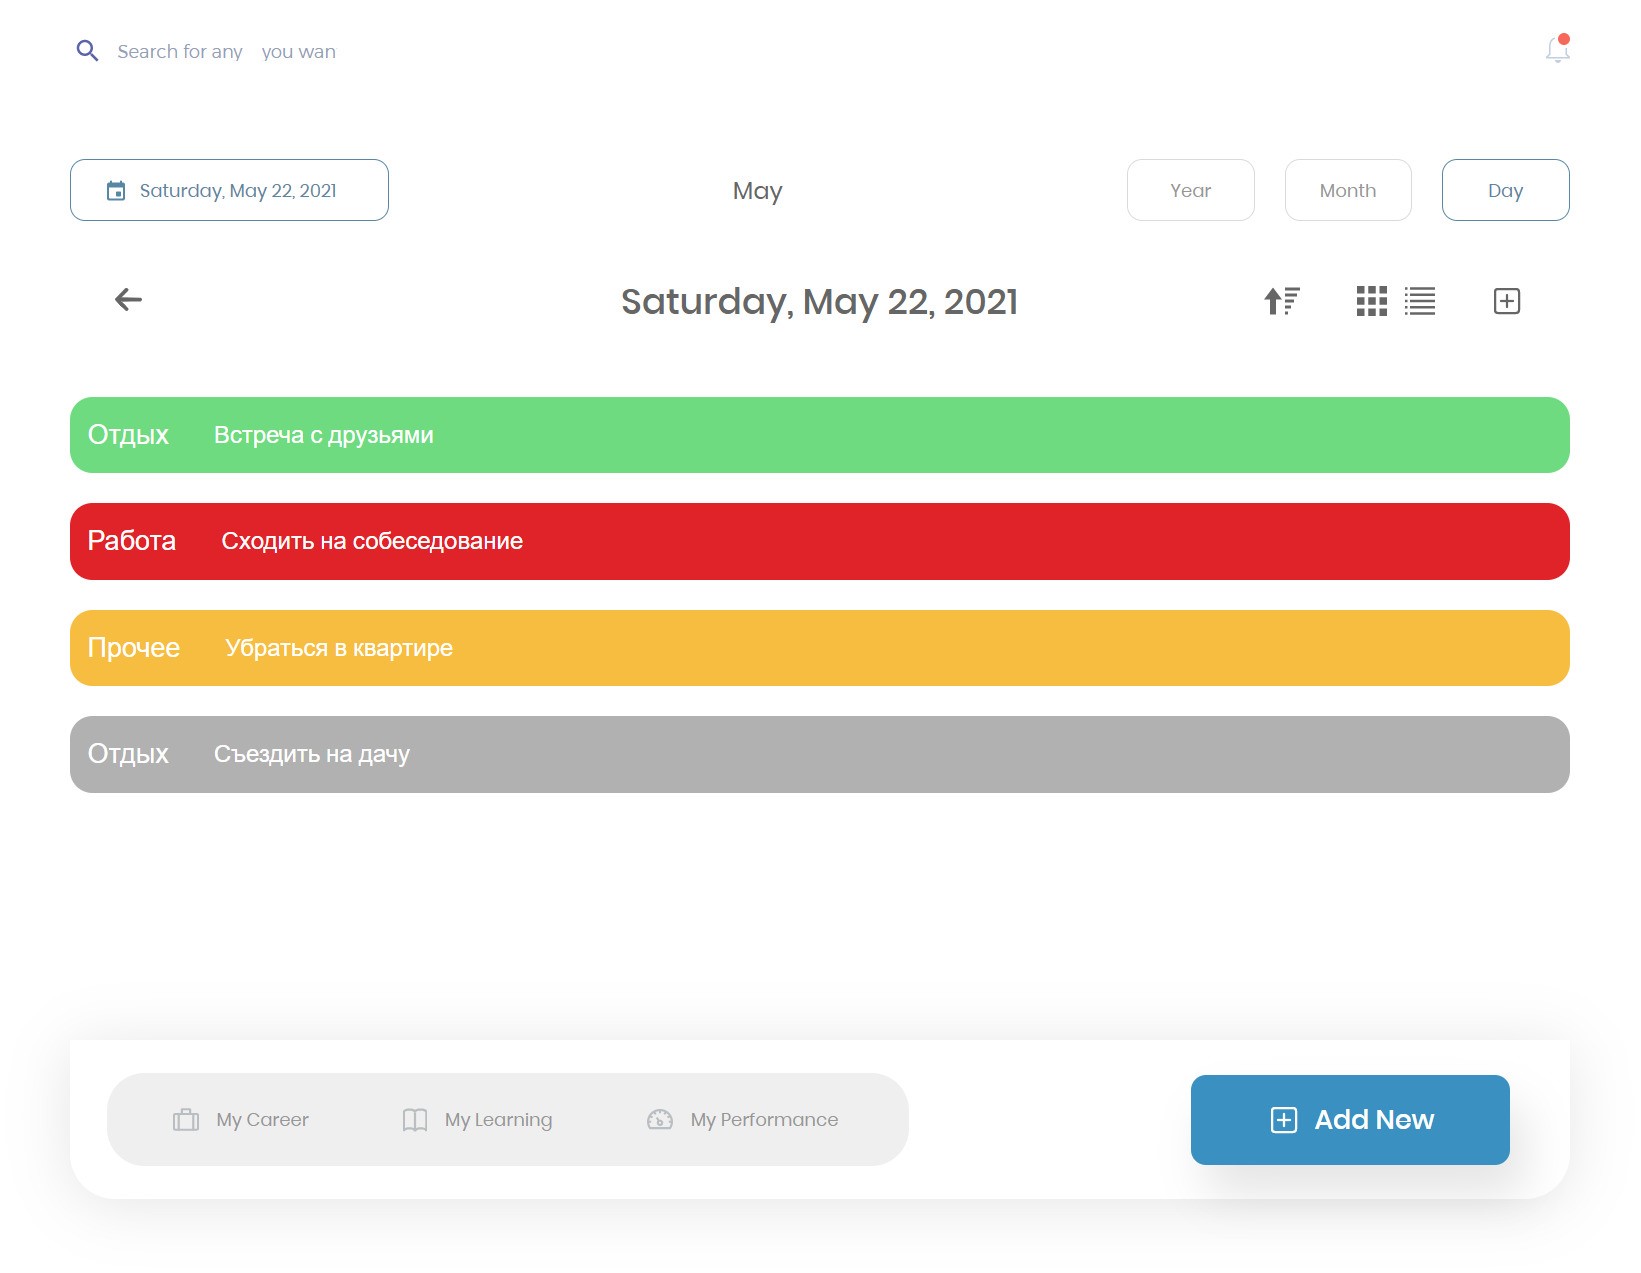 Search for any you wan
Saturday, May 22, 2021
May
Year
Month
Day
Saturday, May 22, 2021
Отдых Встреча с друзьями
Работа Сходить на собеседование
Прочее Убраться в квартире
Отдых Съездить на дачу
My Career
My Learning
My Performance
Add New